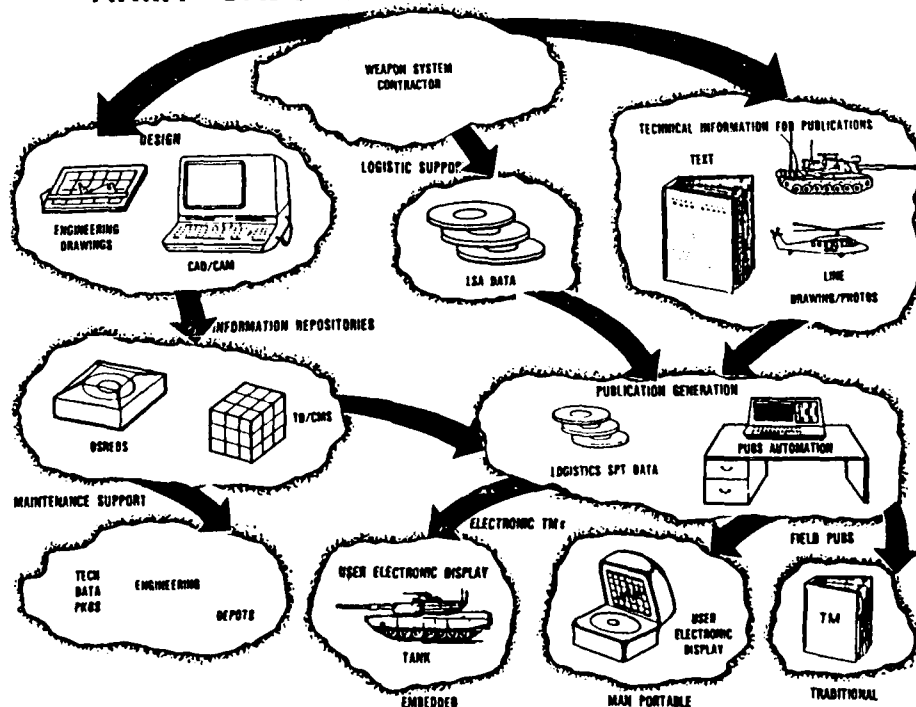 WEAPON SYSTEM
CONTRACTOR
DESIGN
ENGINEERING
DRAWINGS
CAD/CAM
LOGISTIC SUPPORT
LSA DATA
TECHNICAL INFORMATION FOR PUBLICATIONS
TEXT
LINE
DRAWING/PHOTOS
INFORMATION REPOSITORIES
DSREDS
TD/CMS
PUBLICATION GENERATION
LOGISTICS SPT DATA
PUBS AUTOMATION
MAINTENANCE SUPPORT
TECH
DATA
PKGS
ENGINEERING
DEPOTS
ELECTRONIC TMs
USER ELECTRONIC DISPLAY
TANK
EMBEDDED
FIELD PUBS
USER
ELECTRONIC
DISPLAY
MAN PORTABLE
TM
TRADITIONAL